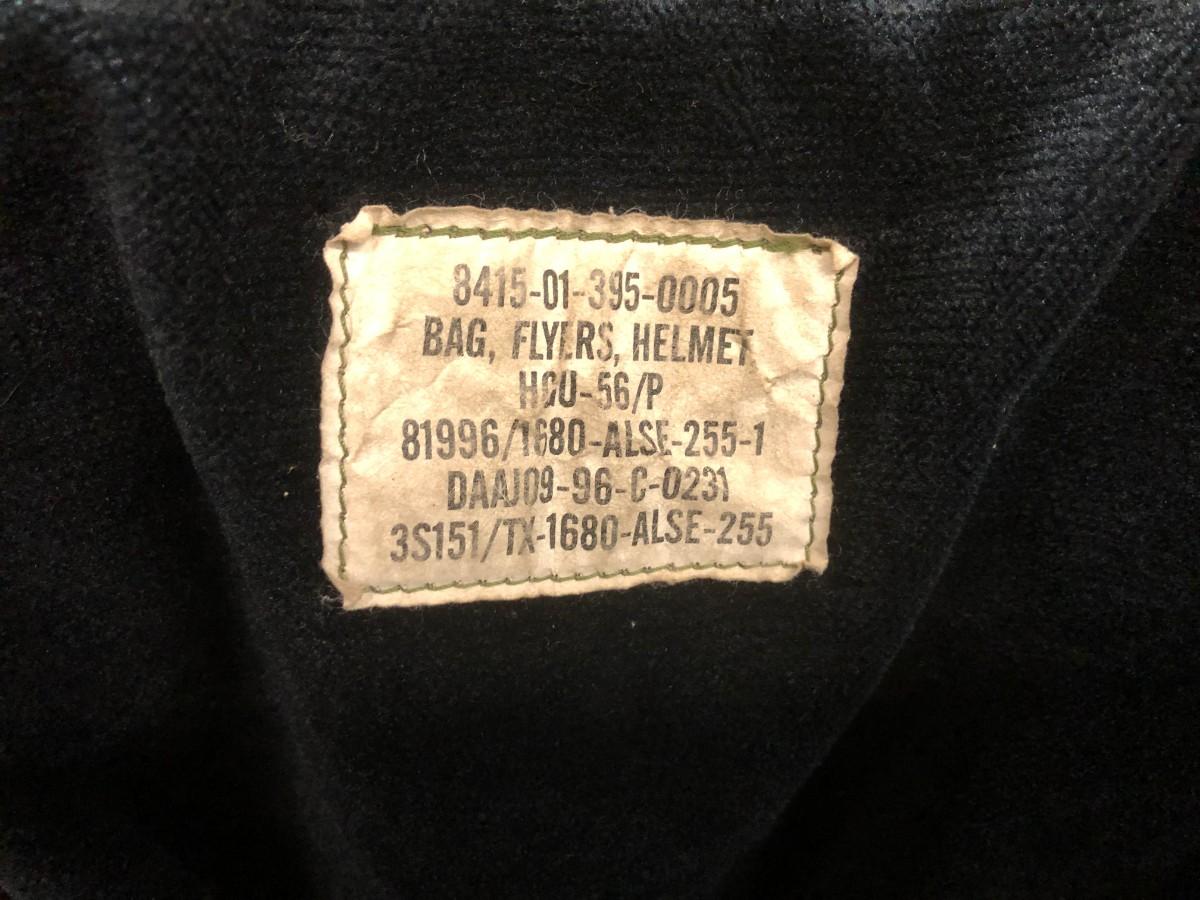 8415-01-395-0005
BAG, FLYERS, HELMET
HGU-56/P
81996/1680-ALSE-255-1
DAAJ09-96-C-0231
3S151/TX-1680-ALSE-255